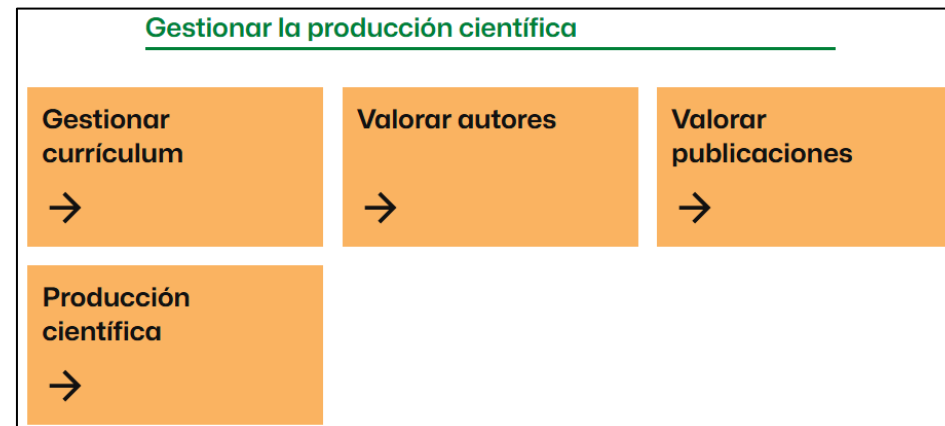 Gestionar la producción científica
Gestionar
currículum
Valorar autores
Valorar
publicaciones
Producción
científica